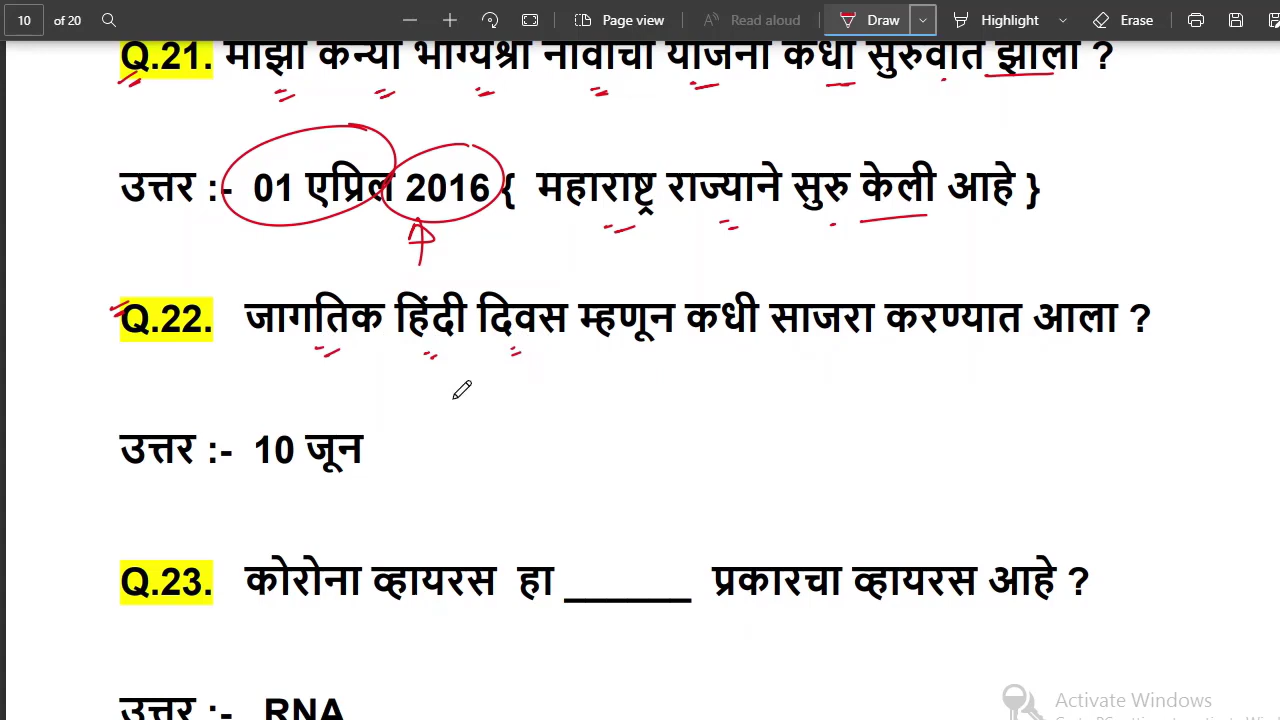 10 of 20 Page view Read aloud Draw Highlight Erase
Q.21. माझी कन्या भाग्यश्री नावाची योजना कधी सुरुवात झाली ?
उत्तर :- 01 एप्रिल 2016 { महाराष्ट्र राज्याने सुरु केली आहे }
Q.22. जागतिक हिंदी दिवस म्हणून कधी साजरा करण्यात आला ?
उत्तर :- 10 जून
Q.23. कोरोना व्हायरस हा ______ प्रकारचा व्हायरस आहे ?
उत्तर :- RNA
Activate Windows